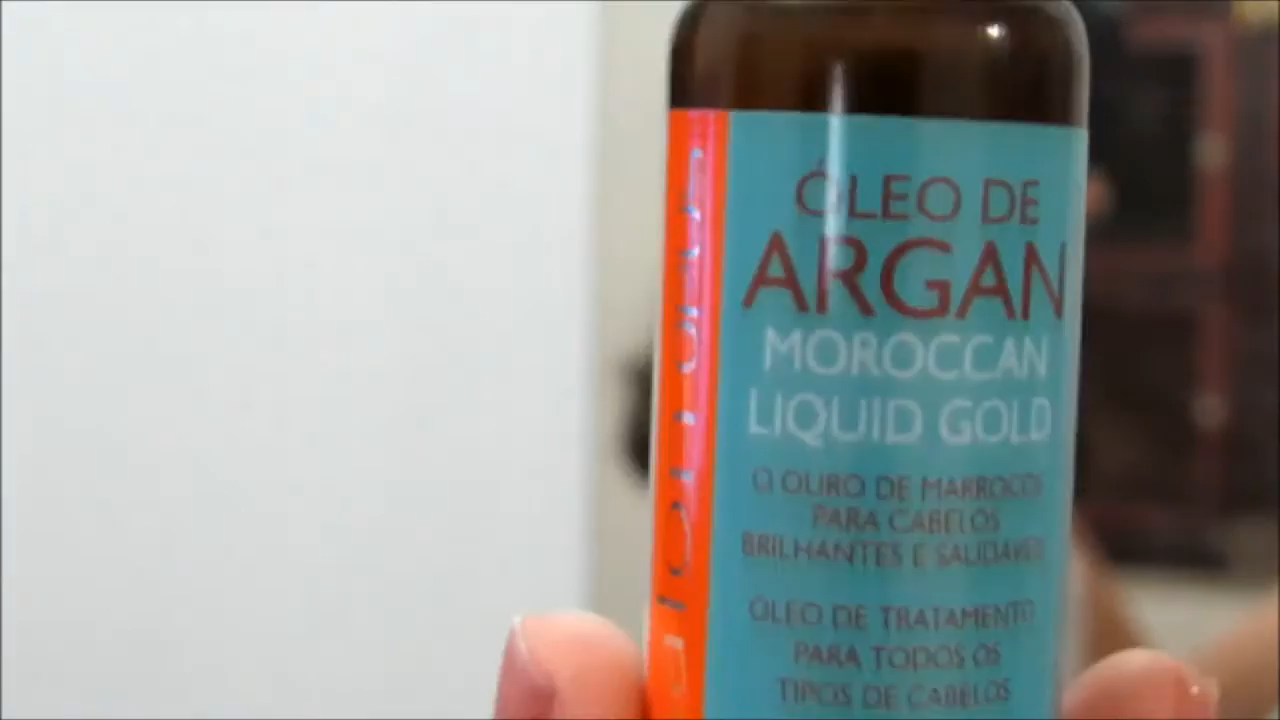 ÓLEO DE
ARGAN
MOROCCAN
LIQUID GOLD
O OURO DE MARROCOS
PARA CABELOS
BRILHANTES E SAUDÁVEIS
ÓLEO DE TRATAMENTO
PARA TODOS OS
TIPOS DE CABELOS